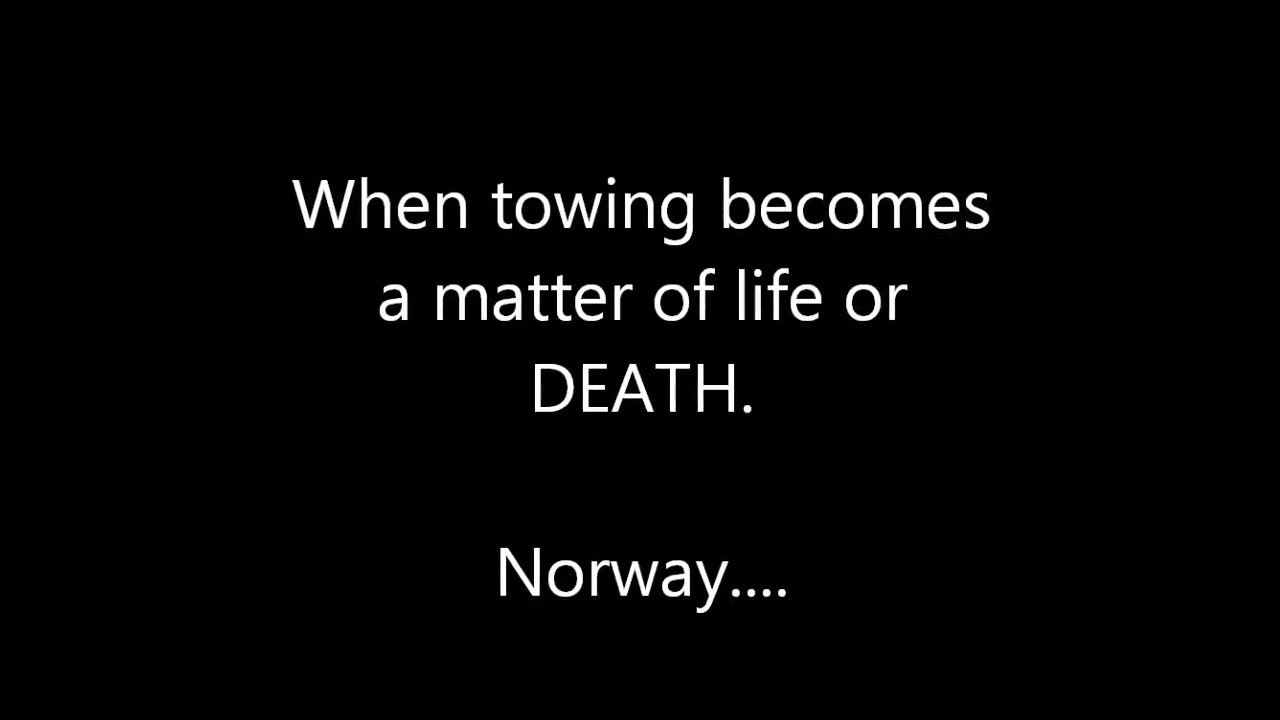 When towing becomes
a matter of life or
DEATH.
Norway....